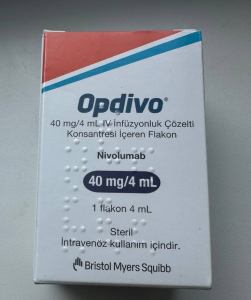 Opdivo®
40 mg/4 mL IV İnfüzyonluk Çözelti
Konsantresi İçeren Flakon
Nivolumab
40 mg/4 mL
1 flakon 4 mL
Steril
İntravenöz kullanım içindir.
Bristol Myers Squibb